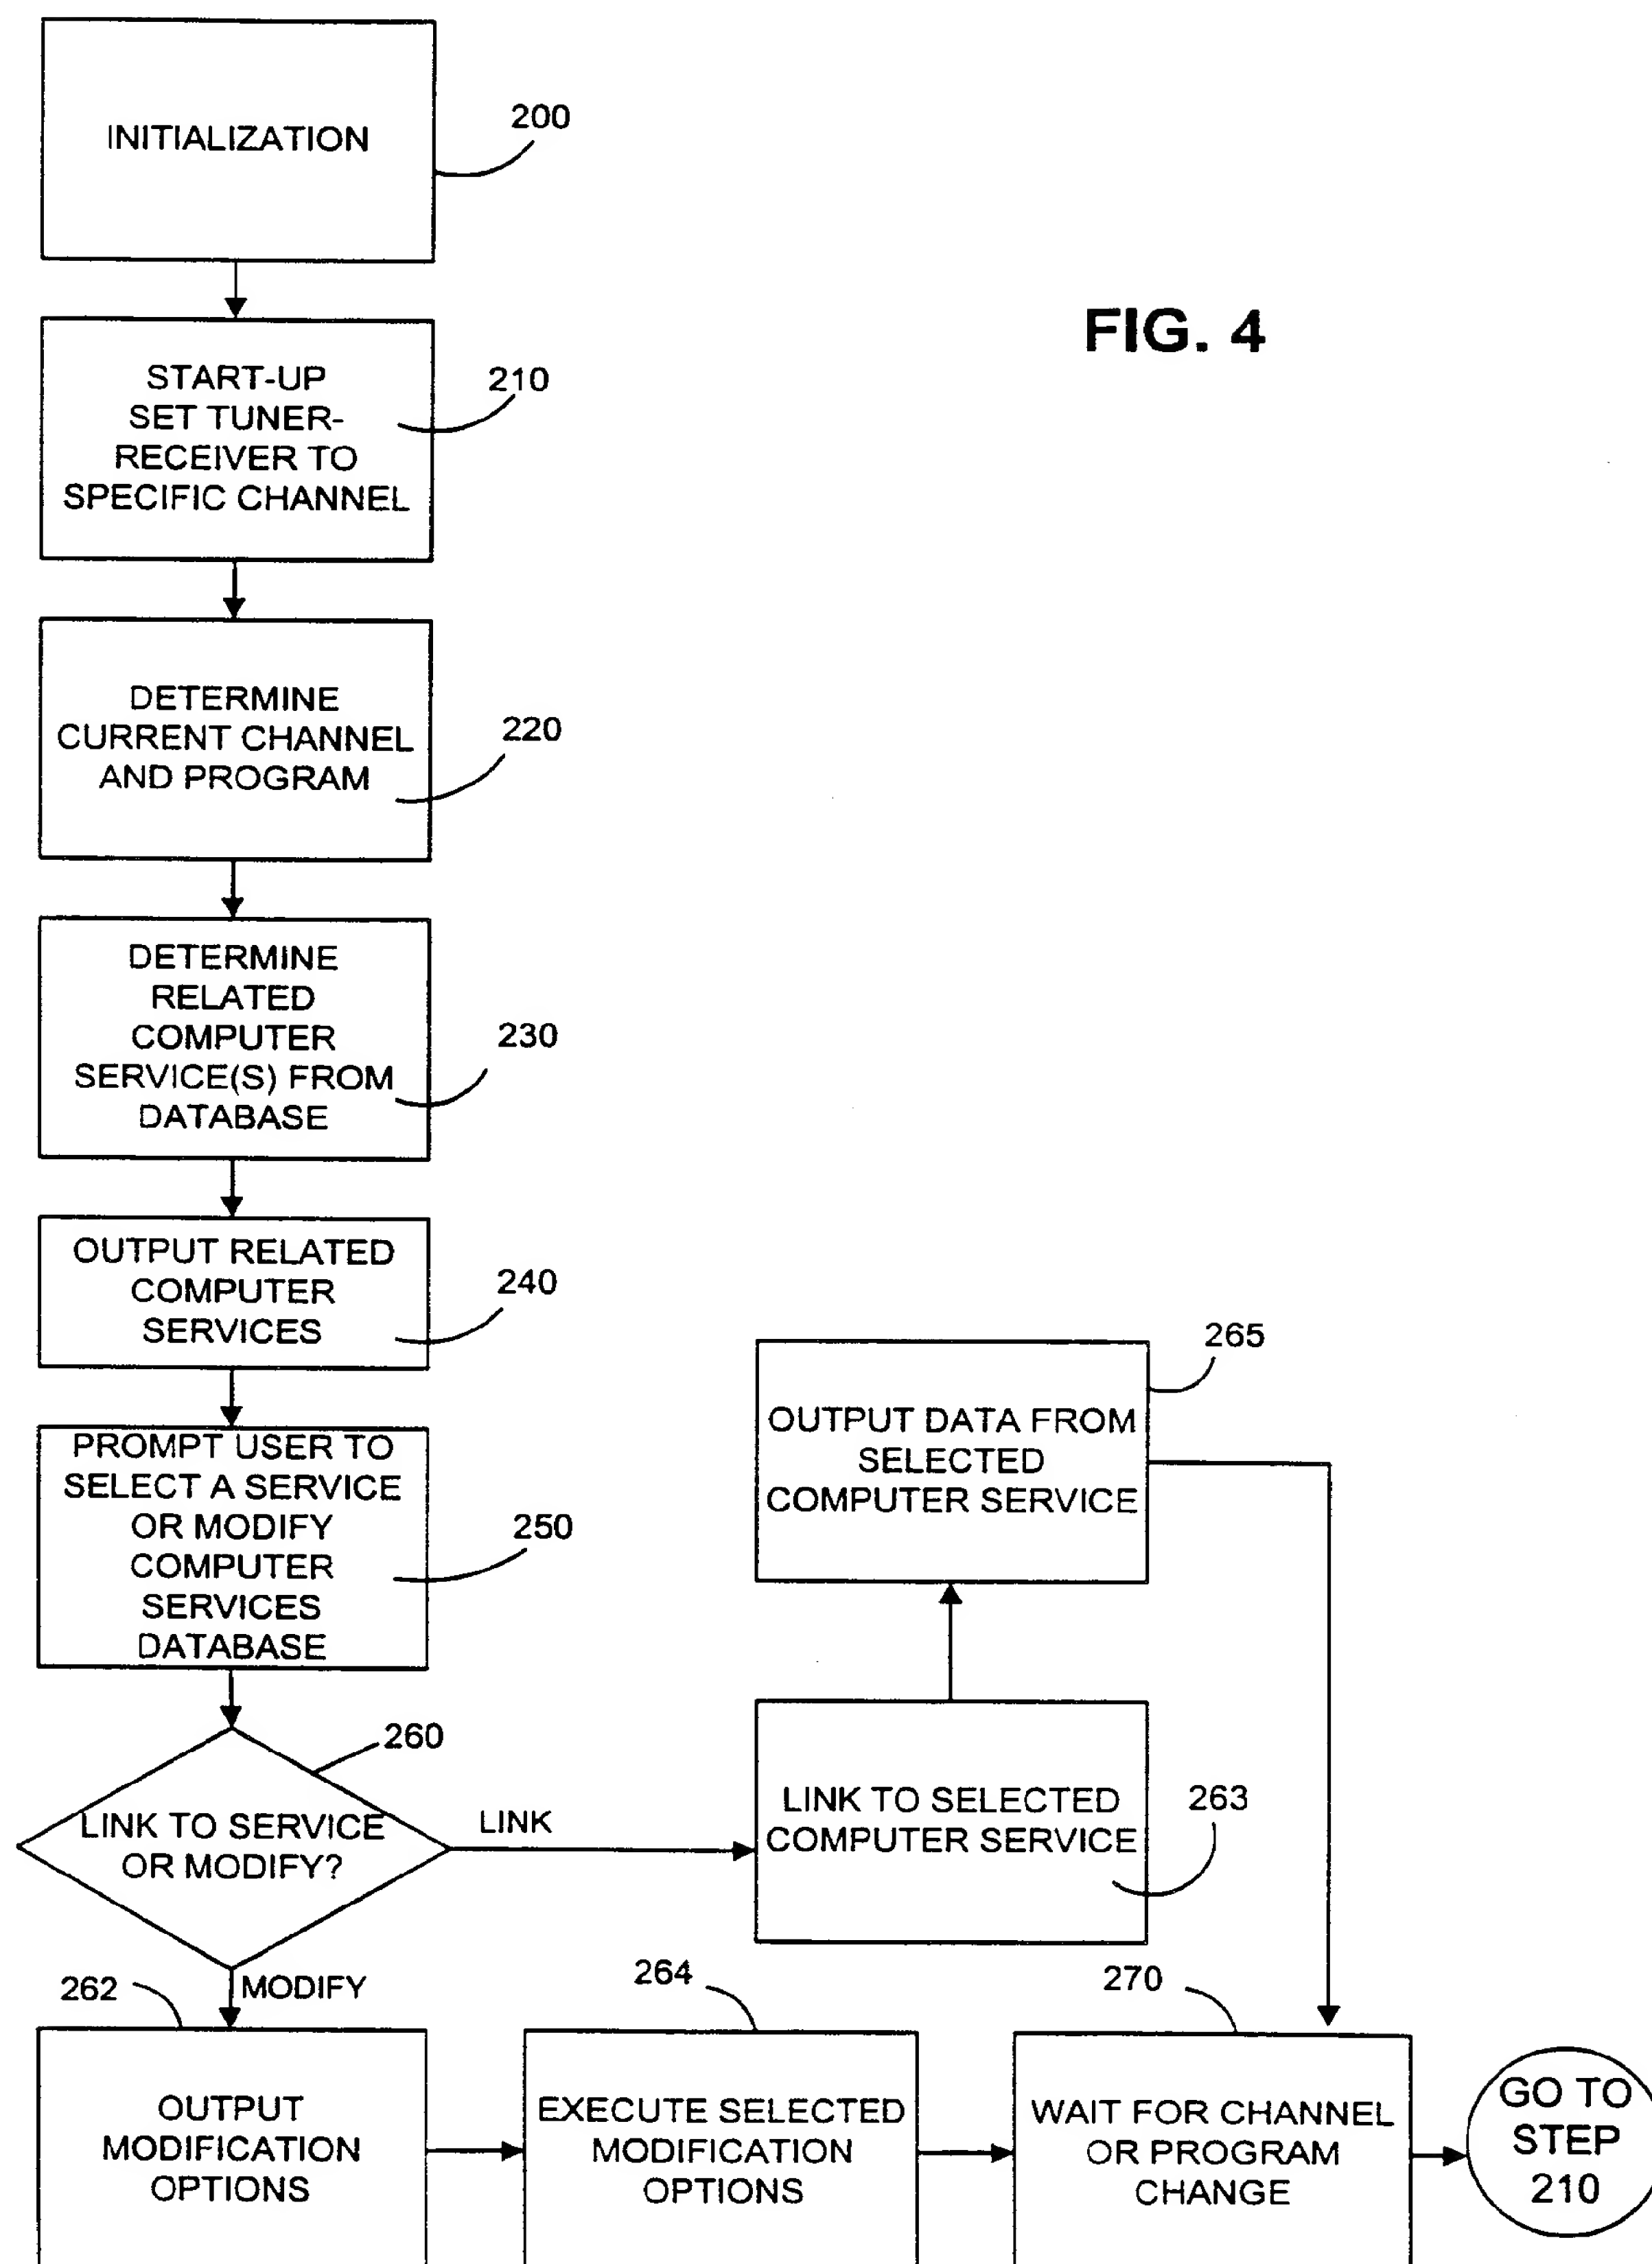 INITIALIZATION
200
FIG. 4
START-UP
SET TUNER-
RECEIVER TO
SPECIFIC CHANNEL
210
DETERMINE
CURRENT CHANNEL
AND PROGRAM
220
DETERMINE
RELATED
COMPUTER
SERVICE(S) FROM
DATABASE
230
OUTPUT RELATED
COMPUTER
SERVICES
240
PROMPT USER TO
SELECT A SERVICE
OR MODIFY
COMPUTER
SERVICES
DATABASE
250
265
OUTPUT DATA FROM
SELECTED
COMPUTER SERVICE
260
LINK TO SERVICE
OR MODIFY?
LINK
LINK TO SELECTED
COMPUTER SERVICE
263
MODIFY
262
OUTPUT
MODIFICATION
OPTIONS
264
EXECUTE SELECTED
MODIFICATION
OPTIONS
270
WAIT FOR CHANNEL
OR PROGRAM
CHANGE
GO TO
STEP
210